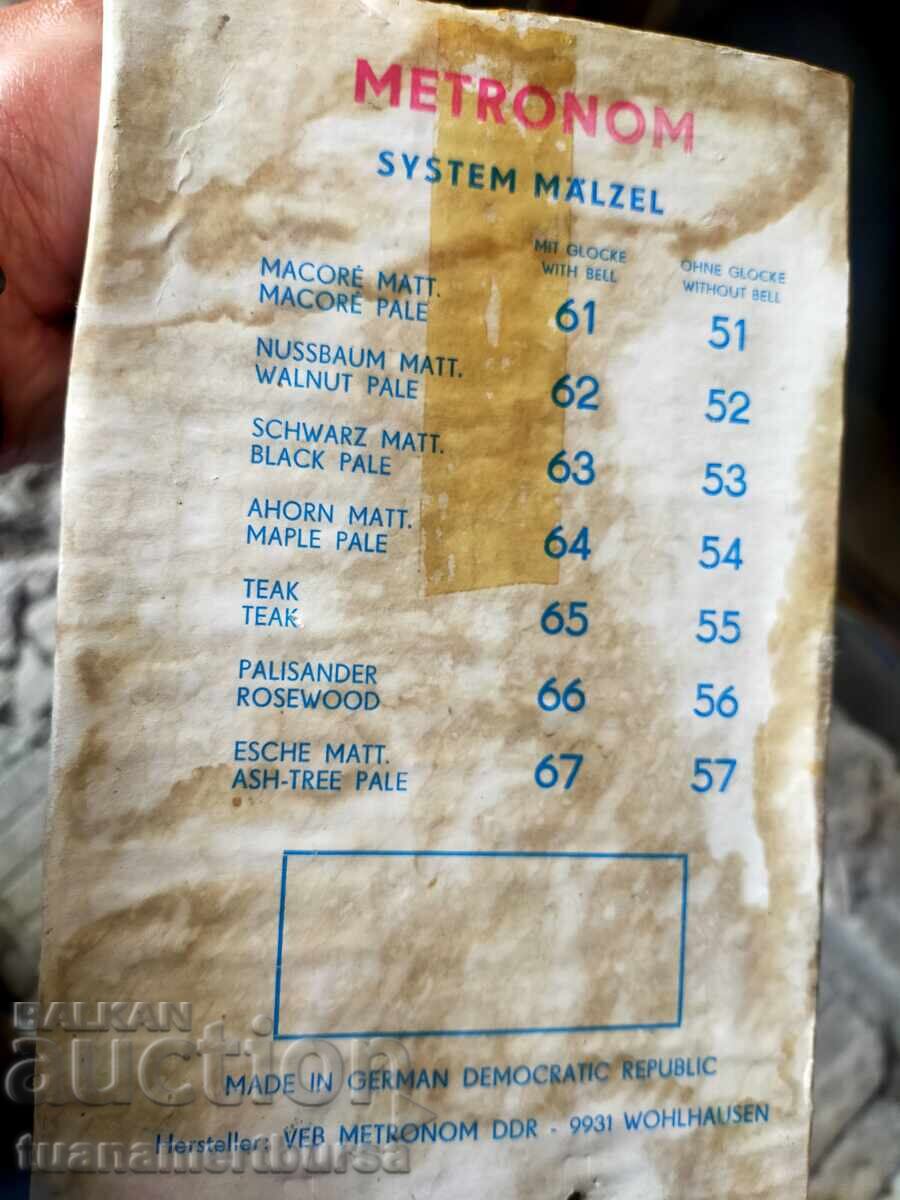 METRONOM
SYSTEM MÄLZEL
MIT GLOCKE
WITH BELL
OHNE GLOCKE
WITHOUT BELL
MACORÉ MATT.
MACORÉ PALE
61
51
NUSSBAUM MATT.
WALNUT PALE
62
52
SCHWARZ MATT.
BLACK PALE
63
53
AHORN MATT.
MAPLE PALE
64
54
TEAK
TEAK
65
55
PALISANDER
ROSEWOOD
66
56
ESCHE MATT.
ASH-TREE PALE
67
57
MADE IN GERMAN DEMOCRATIC REPUBLIC
Hersteller: VEB METRONOM DDR - 9931 WOHLHAUSEN
BALKAN
auction
tuanamertbursa